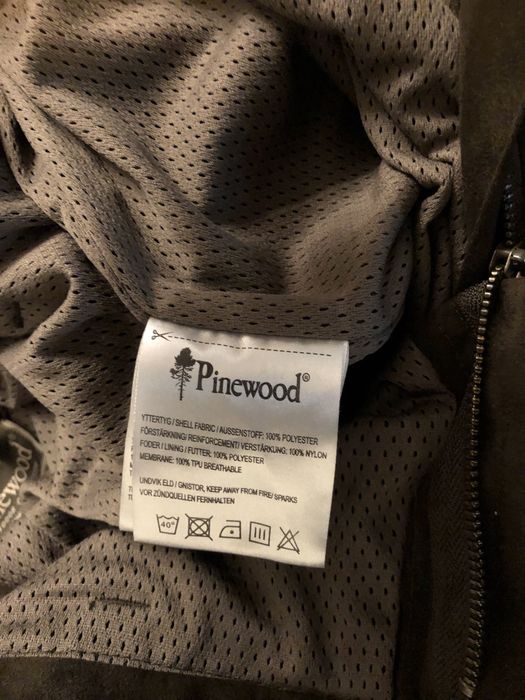 Pinewood®
YTTERTYG / SHELL FABRIC / AUSSENSTOFF: 100% POLYESTER
FÖRSTÄRKNING/ REINFORCEMENT/ VERSTÄRKUNG: 100% NYLON
FODER / LINING / FUTTER: 100% POLYESTER
MEMBRANE: 100% TPU BREATHABLE
UNDVIK ELD / GNISTOR, KEEP AWAY FROM FIRE/ SPARKS
VOR ZÜNDQUELLEN FERNHALTEN
40°